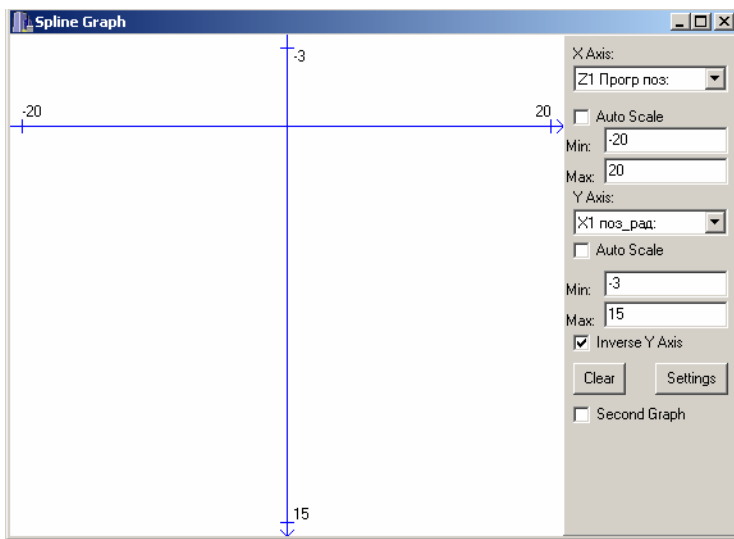 Spline Graph
-3
-20
20
15
X Axis:
Z1 Прогр поз:
Auto Scale
Min: -20
Max: 20
Y Axis:
X1 поз_рад:
Auto Scale
Min: -3
Max: 15
Inverse Y Axis
Clear Settings
Second Graph